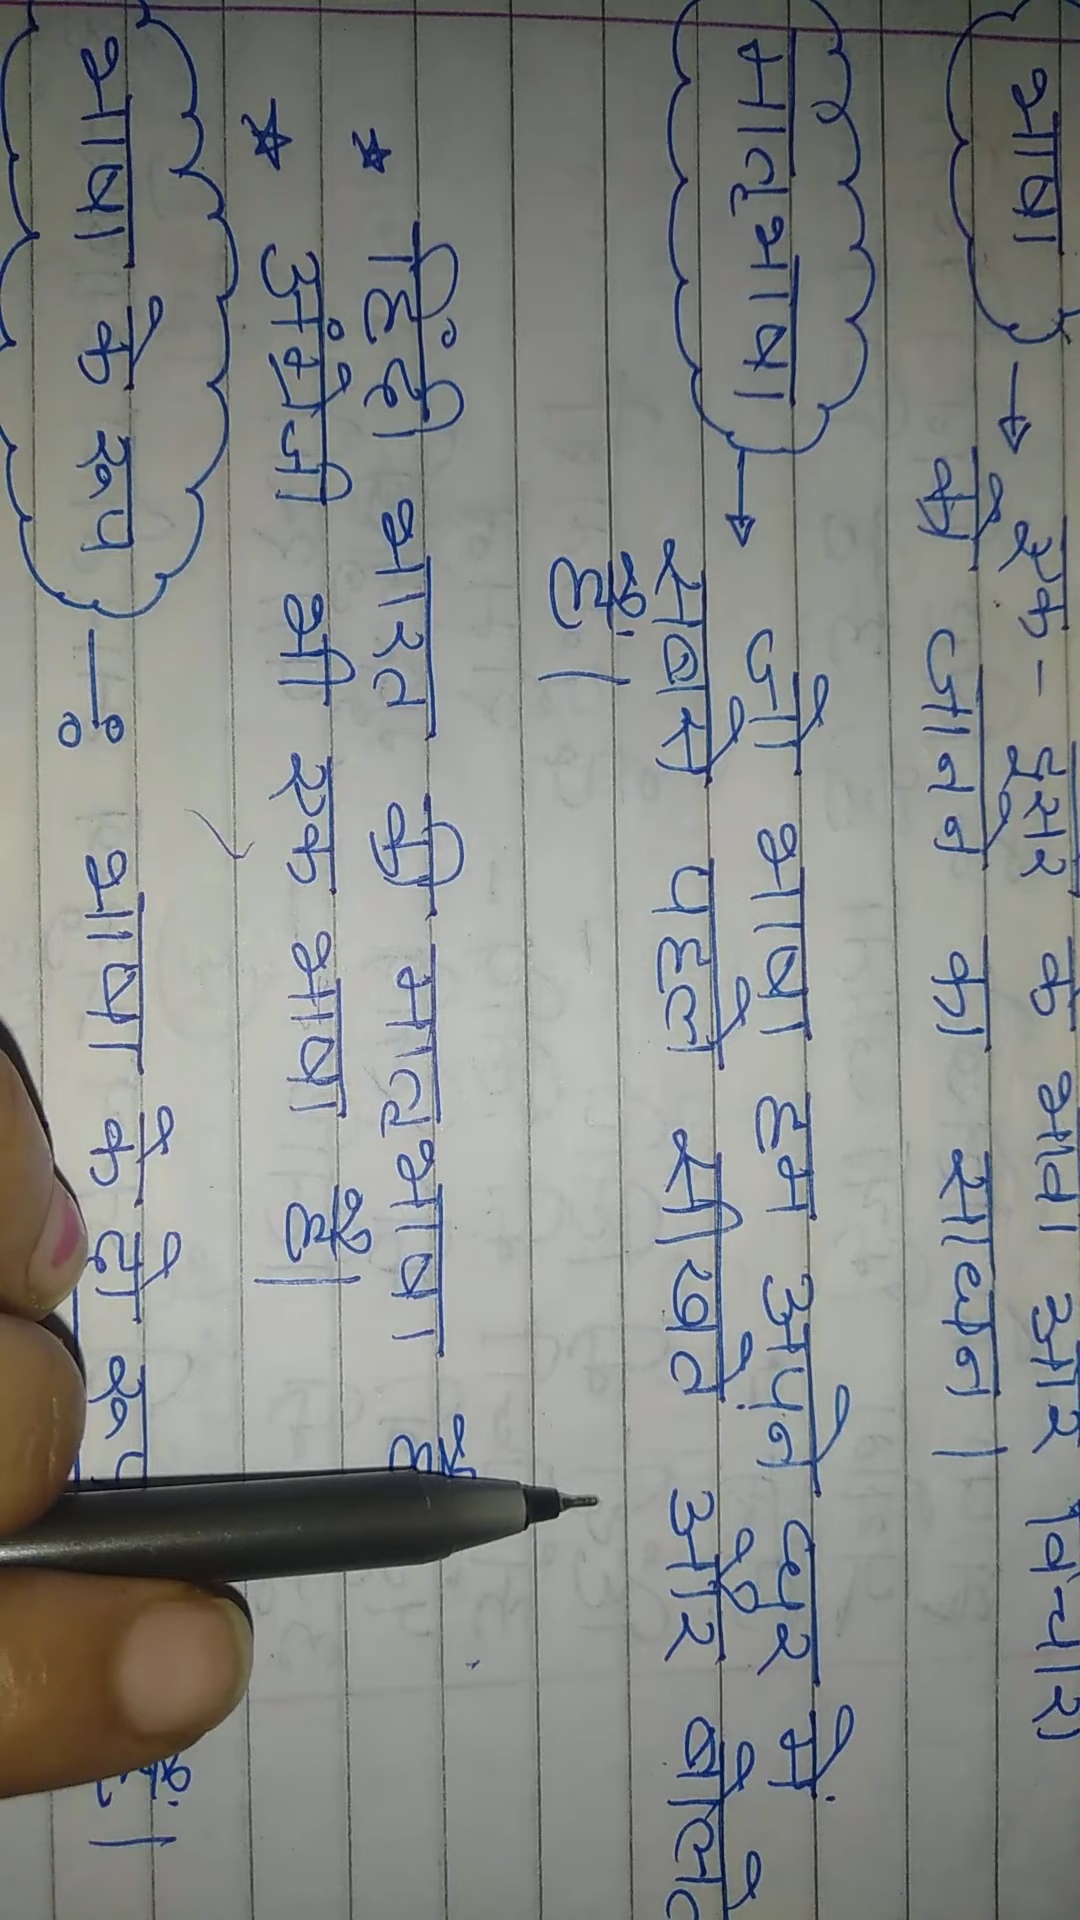 भाषा → एक-दूसरे के भावों और विचारों
को जानने का साधन।
मातृभाषा → जो भाषा हम अपने घर में
सबसे पहले सीखते और बोलते
हैं।
* हिंदी भारत की मातृभाषा है
* अंग्रेजी भी एक भाषा है।
भाषा के रूप → भाषा के दो रूप